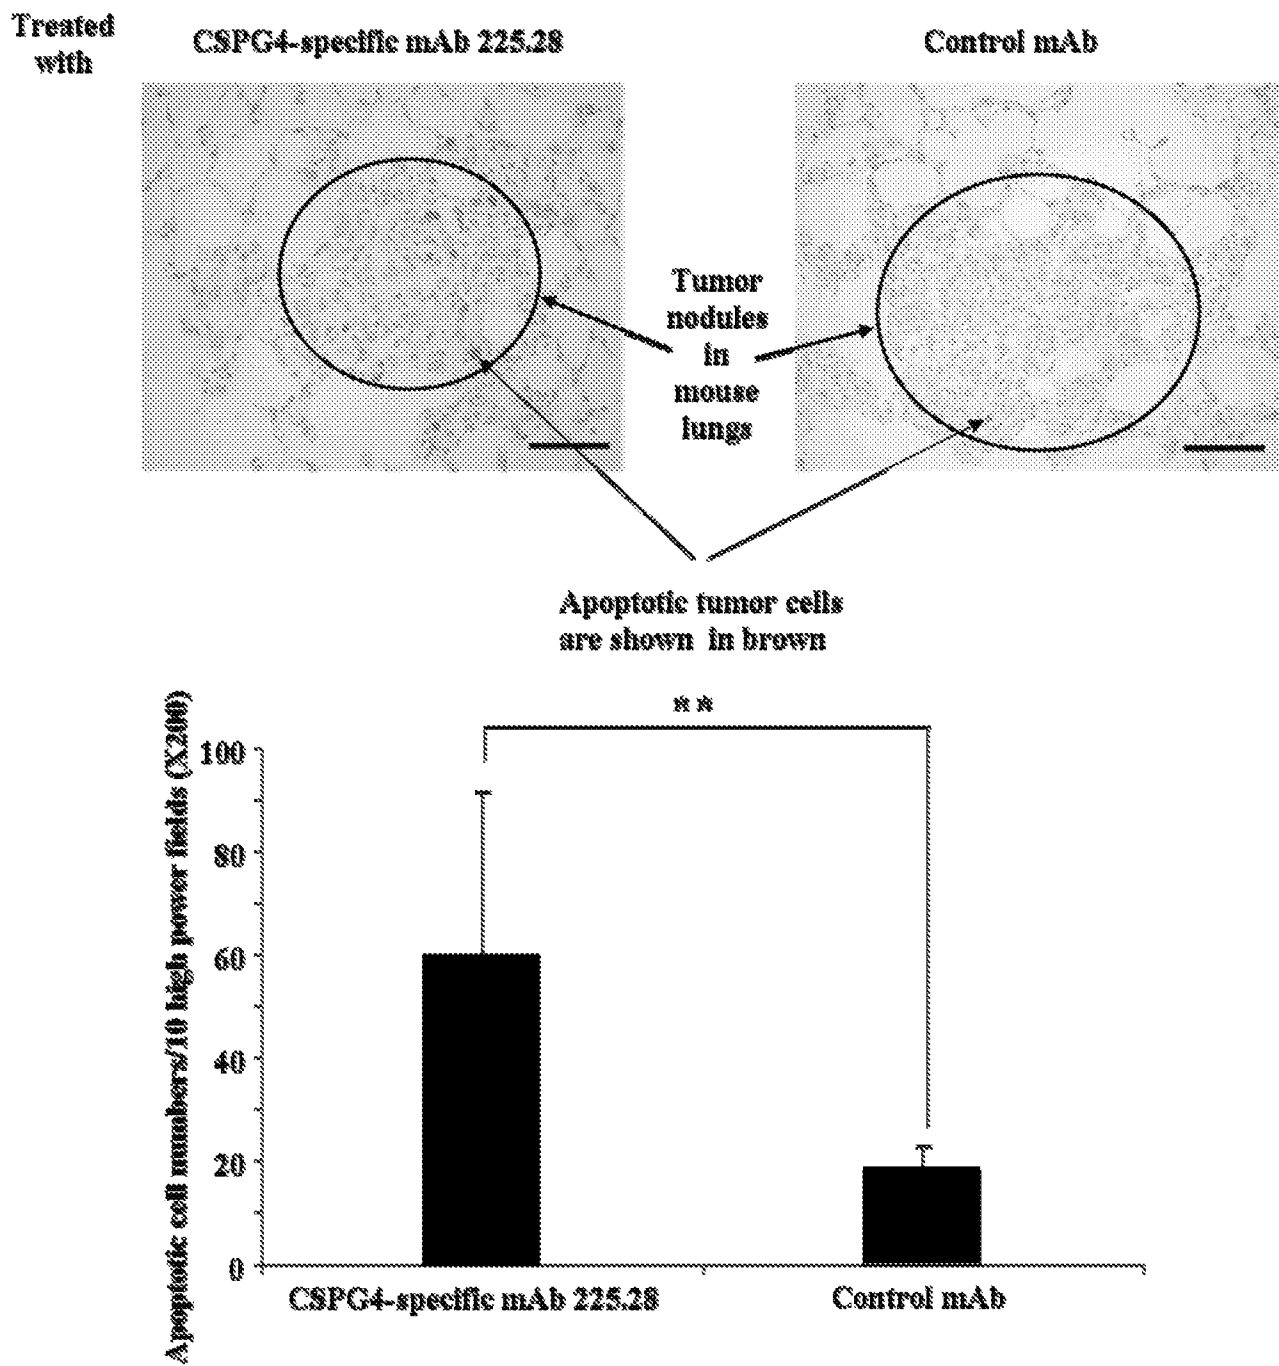 Treated
with
CSPG4-specific mAb 225.28
Control mAb
Tumor
nodules
in
mouse
lungs
Apoptotic tumor cells
are shown in brown
**
Apoptotic cell numbers/10 high power fields (X200)
100
80
60
40
20
0
CSPG4-specific mAb 225.28
Control mAb